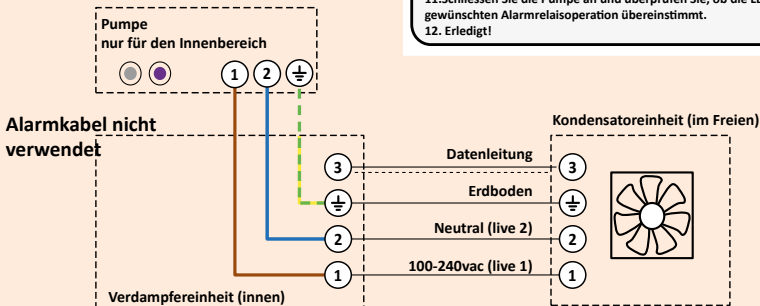 11.Schliessen Sie die Pumpe an und überprüfen Sie, ob die
gewünschten Alarmrelaisoperation übereinstimmt.
12. Erledigt!
Pumpe
nur für den Innenbereich
1 2
Alarmkabel nicht
verwendet
Kondensatoreinheit (im Freien)
3 Datenleitung 3
Erdboden
2 Neutral (live 2) 2
1 100-240vac (live 1) 1
Verdampfereinheit (innen)